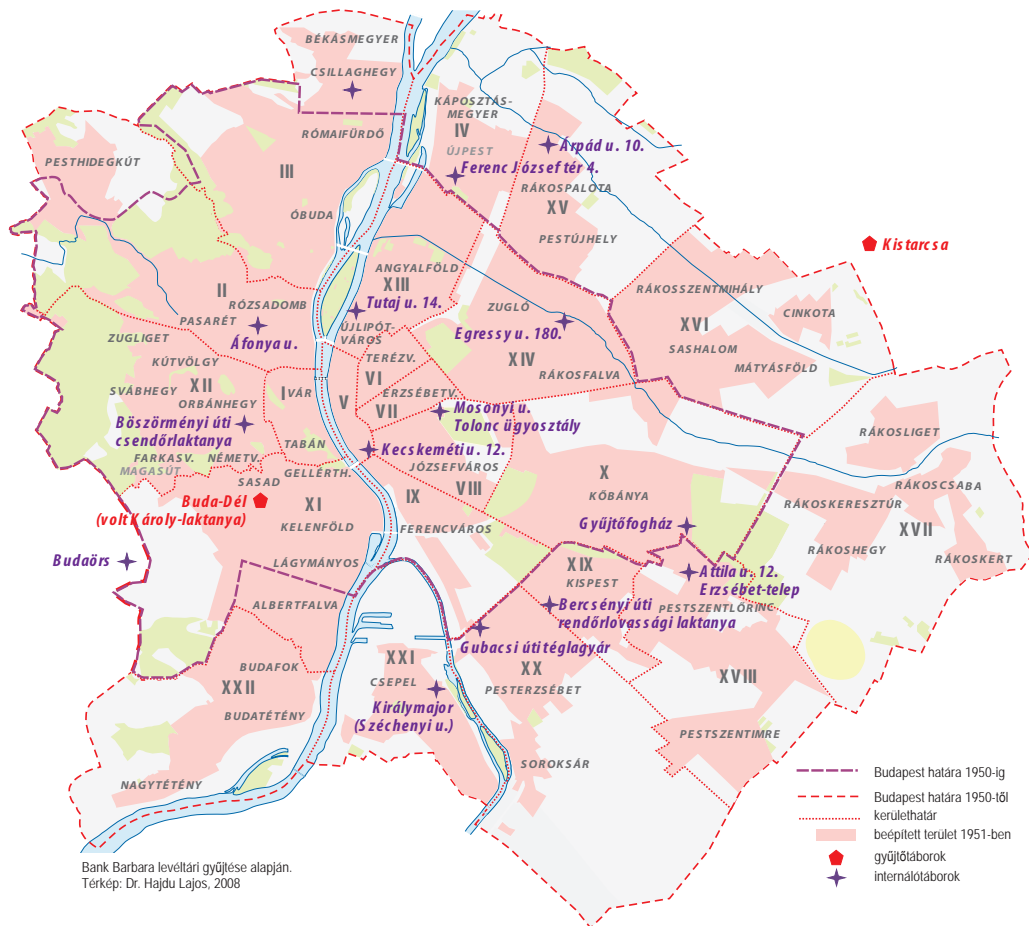 BÉKÁSMEGYER
CSILLAGHEGY
KÁPOSZTÁS-
MEGYER
IV
ÚJPEST
RÓMAIFÜRDŐ
Árpád u. 10.
Ferenc József tér 4.
PESTHIDEGKÚT
III
RÁKOSPALOTA
XV
ÓBUDA
PESTÚJHELY
Kistarcsa
ANGYALFÖLD
XIII
Tutaj u. 14.
RÁKOSSZENTMIHÁLY
II
RÓZSADOMB
PASARÉT
Áfonya u.
ÚJLIPÓT-
VÁROS
ZUGLÓ
Egressy u. 180.
XIV
RÁKOSFALVA
CINKOTA
XVI
SASHALOM
MÁTYÁSFÖLD
ZUGLIGET
KÚTVÖLGY
TERÉZV.
VI
SVÁBHEGY
XII
ORBÁNHEGY
I
VÁR
V
ERZSÉBETV.
VII
Böszörményi úti
csendőrlaktanya
Mosonyi u.
Tolonc ügyosztály
TABÁN
Kecskeméti u. 12.
FARKASV.
NÉMETV.
MAGASÚT
SASAD
GELLÉRTH.
JÓZSEFVÁROS
VIII
X
KŐBÁNYA
RÁKOSLIGET
RÁKOSCSABA
RÁKOSKERESZTÚR
XVII
RÁKOSHEGY
RÁKOSKERT
Buda-Dél
(volt Károly-laktanya)
XI
KELENFÖLD
IX
FERENCVÁROS
Gyűjtőfogház
Budaörs
LÁGYMÁNYOS
XIX
KISPEST
Attila u. 12.
Erzsébet-telep
ALBERTFALVA
PESTSZENTLŐRINC
Bercsényi úti
rendőrlovassági laktanya
Gubacsi úti téglagyár
BUDAFOK
XXII
BUDATÉTÉNY
XXI
CSEPEL
XX
PESTERZSÉBET
XVIII
Királymajor
(Széchenyi u.)
PESTSZENTIMRE
SOROKSÁR
NAGYTÉTÉNY
Budapest határa 1950-ig
Budapest határa 1950-től
kerülethatár
beépített terület 1951-ben
gyűjtőtáborok
internálótáborok
Bank Barbara levéltári gyűjtése alapján.
Térkép: Dr. Hajdu Lajos, 2008